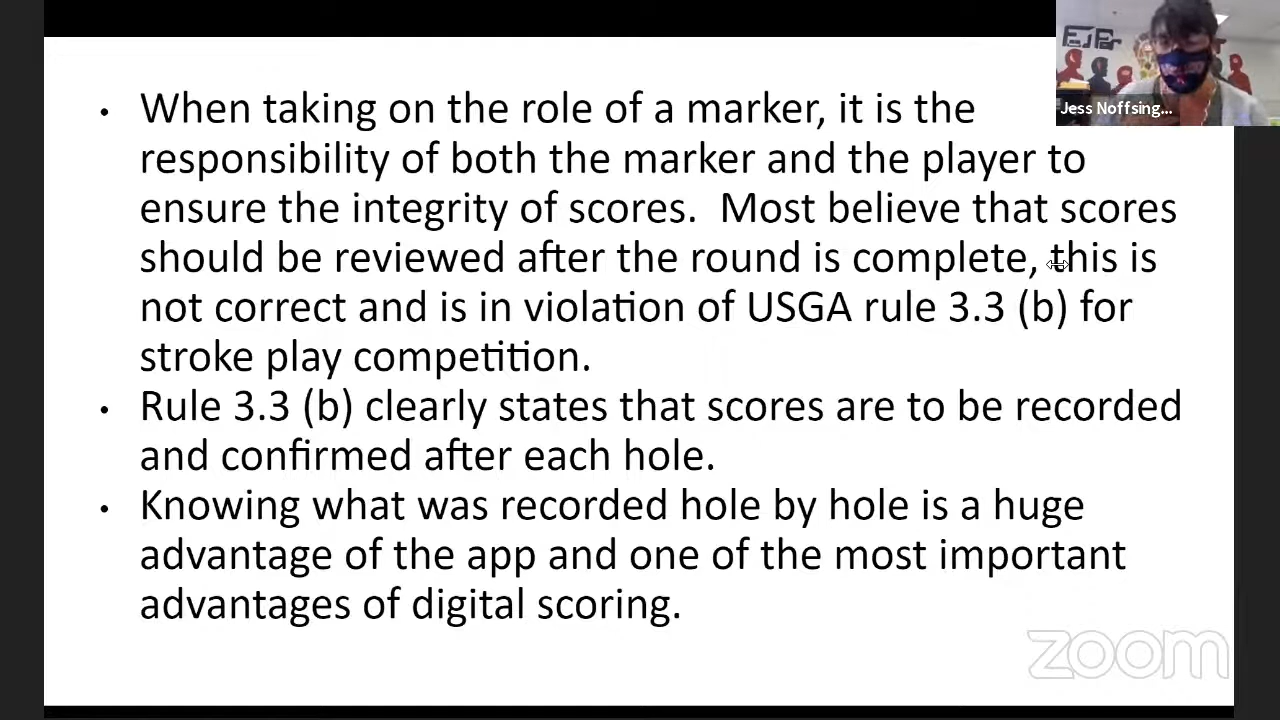 • When taking on the role of a marker, it is the
responsibility of both the marker and the player to
ensure the integrity of scores.  Most believe that scores
should be reviewed after the round is complete, this is
not correct and is in violation of USGA rule 3.3 (b) for
stroke play competition.
• Rule 3.3 (b) clearly states that scores are to be recorded
and confirmed after each hole.
• Knowing what was recorded hole by hole is a huge
advantage of the app and one of the most important
advantages of digital scoring.
Jess Noffsing...
zoom